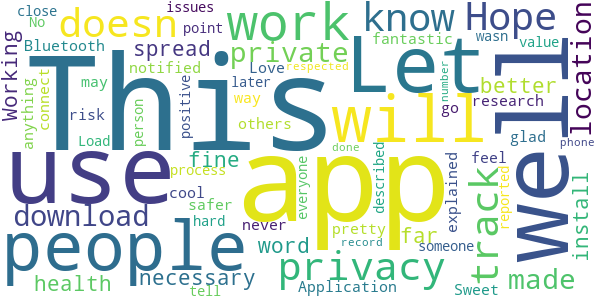 No
close
issues
doesn
work
know
Hope
point
Working
Bluetooth
spread
private
fantastic
wasn
value
location
anything
connect
notified
Love
respected
This
Let
number
better
may
way
later
go
research
positive
risk
person
Load
others
will
glad
phone
well
use
app
process
fine
done
everyone
described
explained
feel
reported
install
cool
safer
never
download
hard
pretty
far
word
people
track
record
someone
necessary
privacy
made
health
tell
Application
Sweet